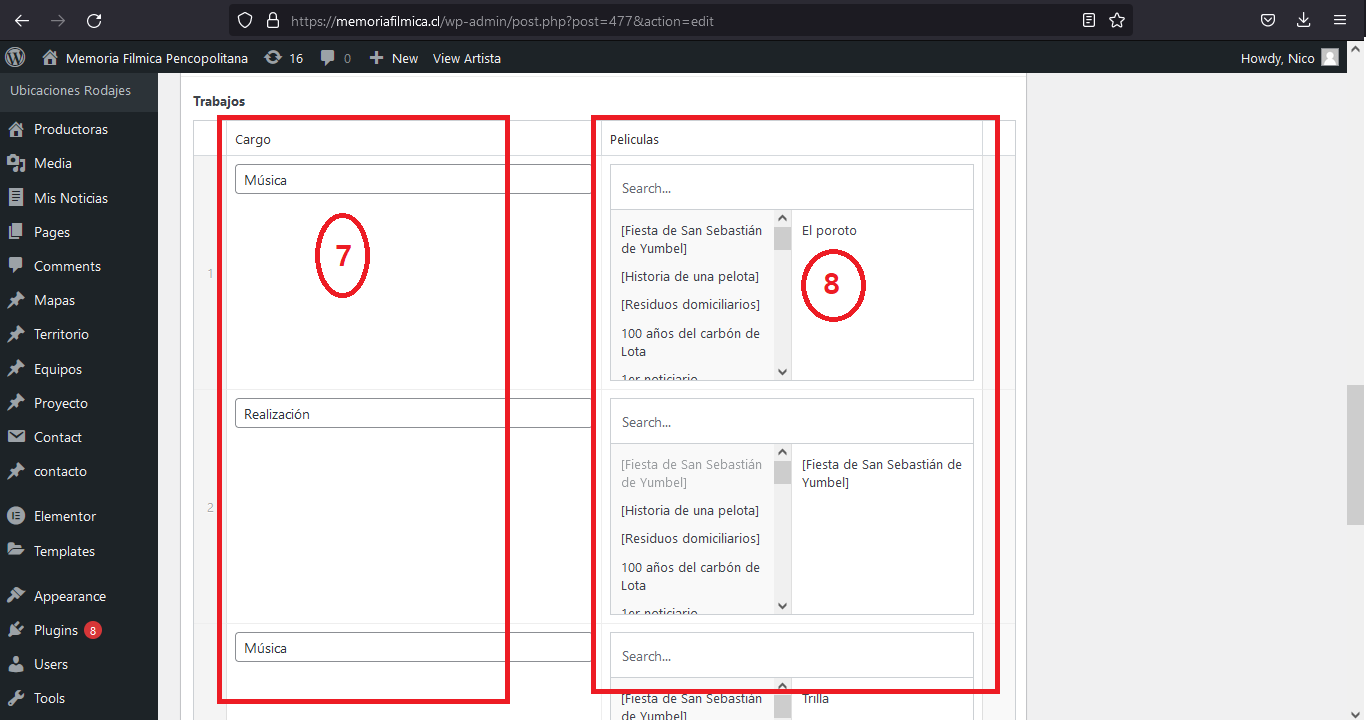 https://memoriafilmica.cl/wp-admin/post.php?post=477&action=edit
Memoria Filmica Pencopolitana 16 0 New View Artista Howdy, Nico
Ubicaciones Rodajes
Productoras
Media
Mis Noticias
Pages
Comments
Mapas
Territorio
Equipos
Proyecto
Contact
contacto
Elementor
Templates
Appearance
Plugins 8
Users
Tools
Trabajos
Cargo
Peliculas
1
Música
7
Search...
[Fiesta de San Sebastián
de Yumbel]
[Historia de una pelota]
[Residuos domiciliarios]
100 años del carbón de
Lota
1er noticiario
El poroto
8
2
Realización
Search...
[Fiesta de San Sebastián
de Yumbel]
[Historia de una pelota]
[Residuos domiciliarios]
100 años del carbón de
Lota
1er noticiario
[Fiesta de San Sebastián de
Yumbel]
Música
Search...
[Fiesta de San Sebastián
de Yumbel]
Trilla